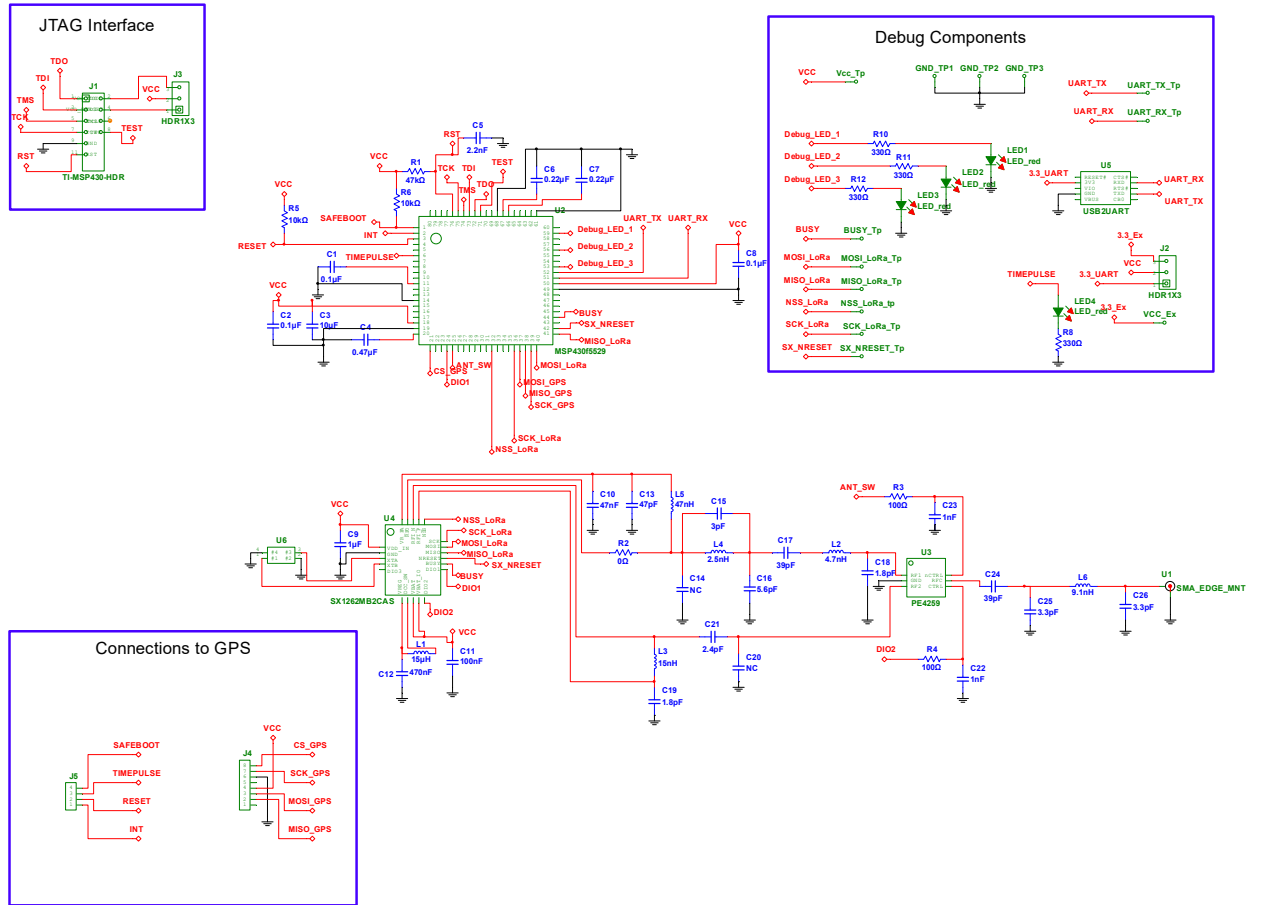 JTAG Interface
TDO
TDI
TMS
TCK
RST
J1
VCC
J3
HDR1X3
TEST
TI-MSP430-HDR
Debug Components
VCC
Vcc_Tp
GND_TP1
GND_TP2
GND_TP3
UART_TX
UART_TX_Tp
UART_RX
UART_RX_Tp
Debug_LED_1
R10
330Ω
LED1
LED_red
Debug_LED_2
R11
330Ω
LED2
LED_red
Debug_LED_3
R12
330Ω
LED3
LED_red
U5
3.3_UART
RESET#
CTS#
UART_RX
UART_TX
USB2UART
BUSY
BUSY_Tp
MOSI_LoRa
MOSI_LoRa_Tp
MISO_LoRa
MISO_LoRa_Tp
NSS_LoRa
NSS_LoRa_tp
SCK_LoRa
SCK_LoRa_Tp
SX_NRESET
SX_NRESET_Tp
TIMEPULSE
LED4
LED_red
R8
330Ω
3.3_Ex
VCC
3.3_UART
J2
HDR1X3
3.3_Ex
VCC_Ex
RST
C5
2.2nF
VCC
R1
47kΩ
R6
10kΩ
TCK
TMS
TDI
TDO
TEST
C6
0.22µF
C7
0.22µF
VCC
R5
10kΩ
SAFEBOOT
INT
RESET
TIMEPULSE
U2
UART_TX
UART_RX
VCC
C8
0.1µF
Debug_LED_1
Debug_LED_2
Debug_LED_3
C1
0.1µF
VCC
C2
0.1µF
C3
10µF
C4
0.47µF
BUSY
SX_NRESET
MISO_LoRa
MSP430f5529
CS_GPS
ANT_SW
DIO1
MOSI_LoRa
MOSI_GPS
MISO_GPS
SCK_GPS
SCK_LoRa
NSS_LoRa
VCC
U4
C9
1µF
U6
NSS_LoRa
SCK_LoRa
MOSI_LoRa
MISO_LoRa
SX_NRESET
BUSY
DIO1
SX1262MB2CAS
DIO2
VCC
L1
15µH
C11
100nF
C12
470nF
C10
47nF
C13
47pF
L5
47nH
C15
3pF
R2
0Ω
L4
2.5nH
C17
39pF
L2
4.7nH
C14
NC
C16
5.6pF
C18
1.8pF
ANT_SW
R3
100Ω
C23
1nF
U3
RF1
GND
RF2
RFC
CTRL
PE4259
C24
39pF
C25
3.3pF
L6
9.1nH
C26
3.3pF
U1
SMA_EDGE_MNT
C21
2.4pF
L3
15nH
C20
NC
C19
1.8pF
DIO2
R4
100Ω
C22
1nF
Connections to GPS
SAFEBOOT
TIMEPULSE
RESET
INT
J5
VCC
J4
CS_GPS
SCK_GPS
MOSI_GPS
MISO_GPS